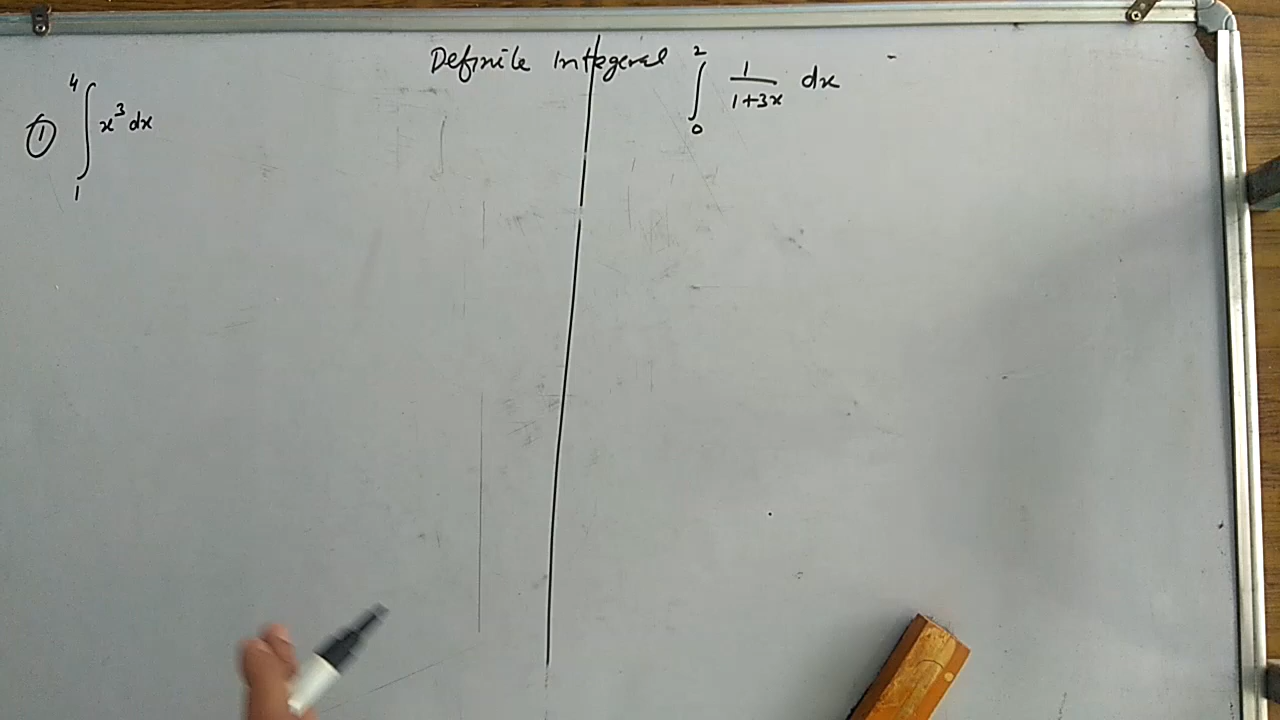 Definite Integral
① ∫₁⁴ x³ dx
∫₀² 1/(1+3x) dx